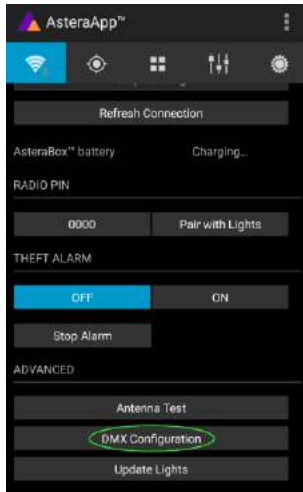 AsteraApp™
Refresh Connection
AsteraBox™ battery Charging...
RADIO PIN
0000 Pair with Lights
THEFT ALARM
OFF ON
Stop Alarm
ADVANCED
Antenna Test
DMX Configuration
Update Lights